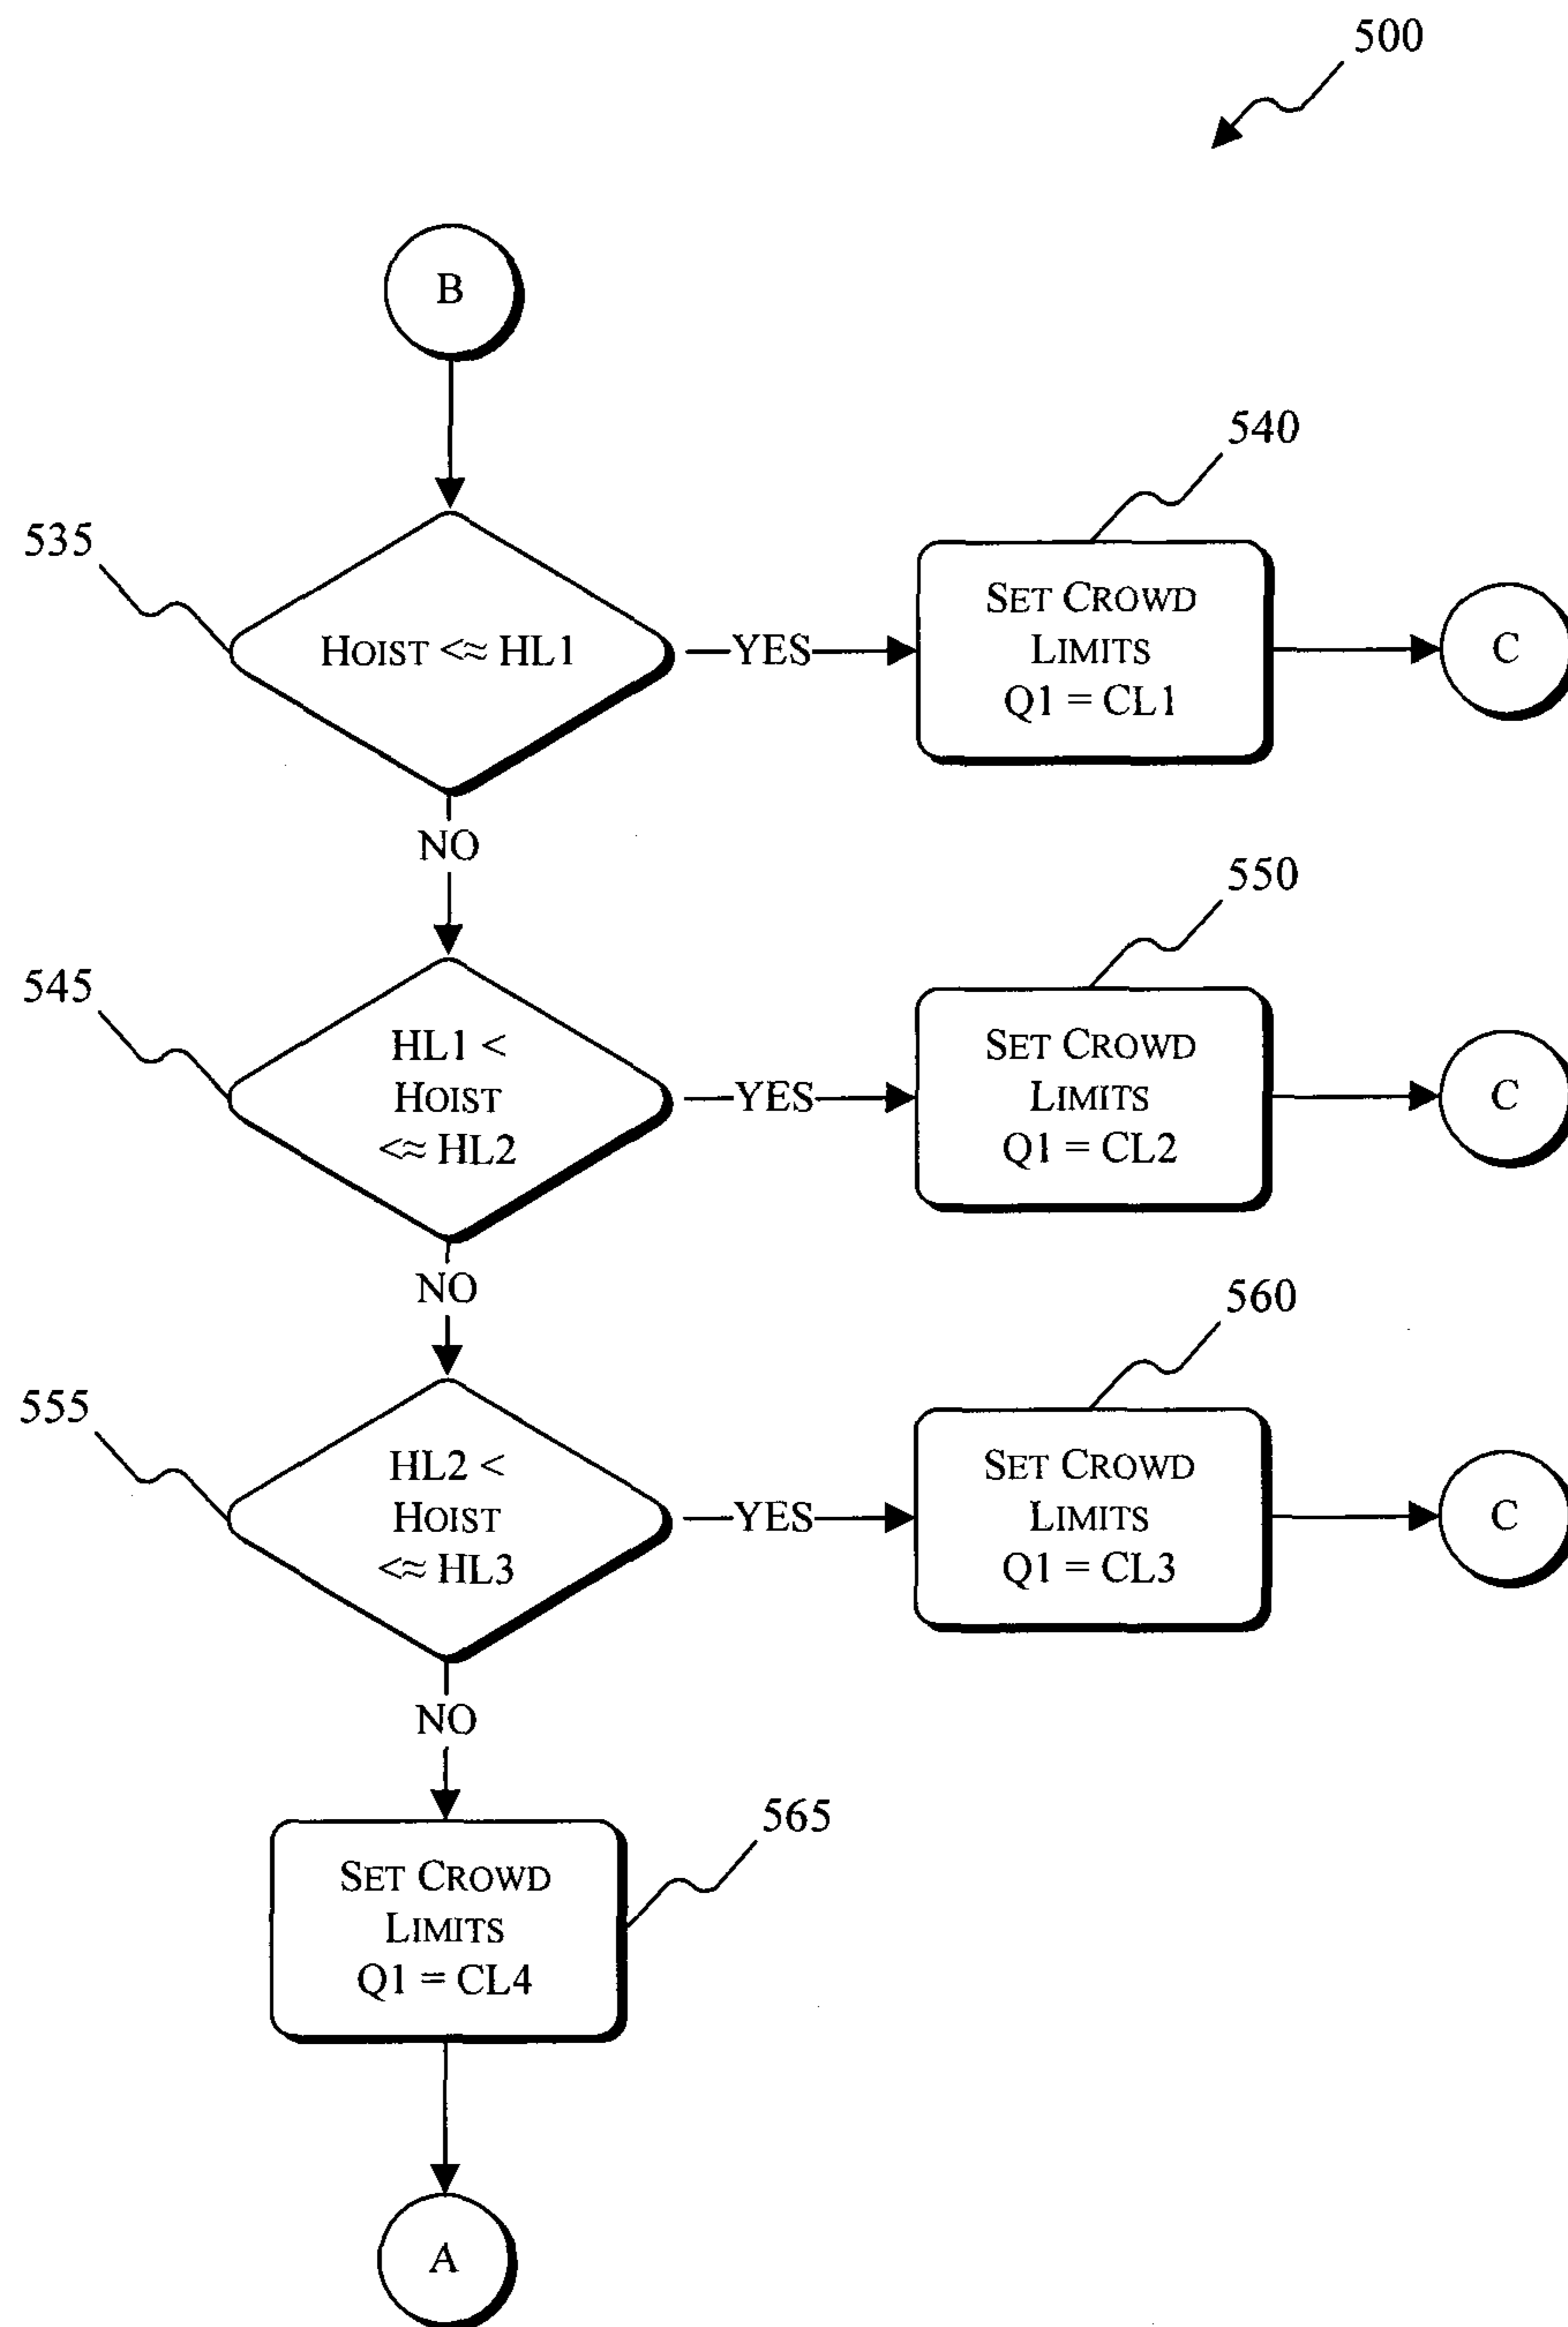 500
B
540
535
SET CROWD
LIMITS
Q1 = CL1
HOIST <≈ HL1
YES
C
NO
550
545
HL1 <
HOIST
<≈ HL2
YES
SET CROWD
LIMITS
Q1 = CL2
C
NO
560
555
HL2 <
HOIST
<≈ HL3
YES
SET CROWD
LIMITS
Q1 = CL3
C
NO
565
SET CROWD
LIMITS
Q1 = CL4
A